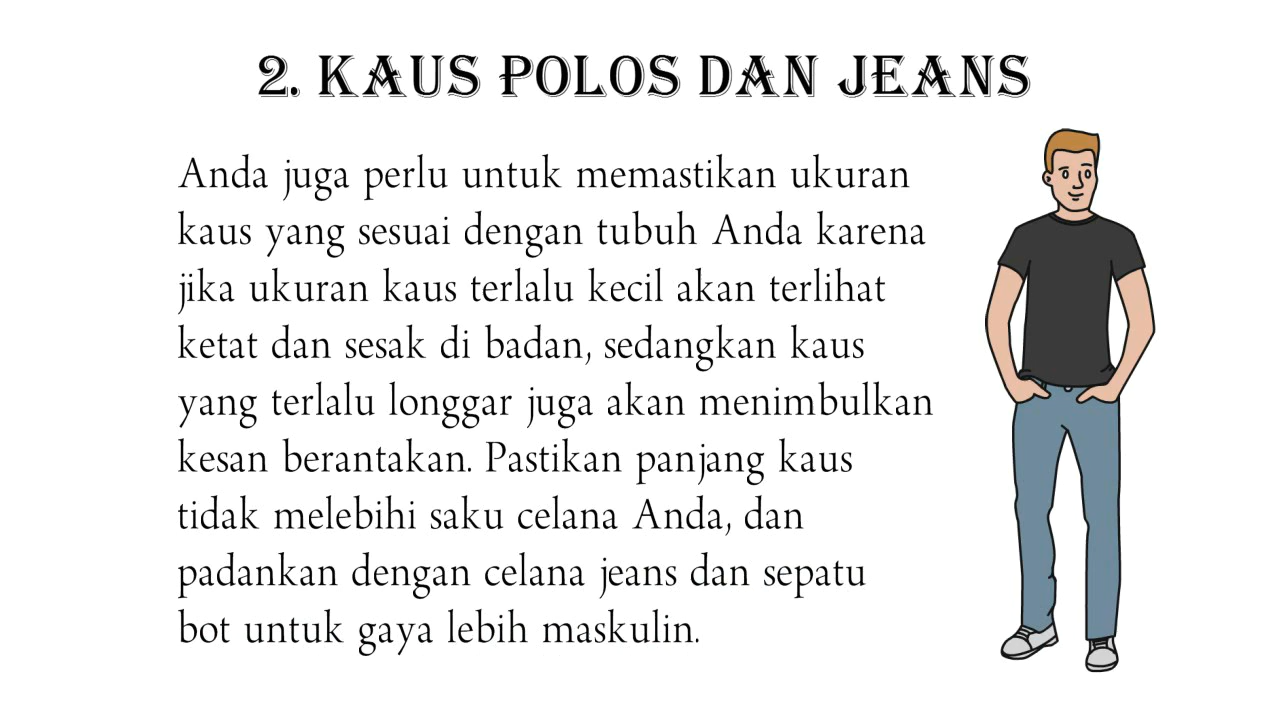 2. KAUS POLOS DAN JEANS
Anda juga perlu untuk memastikan ukuran
kaus yang sesuai dengan tubuh Anda karena
jika ukuran kaus terlalu kecil akan terlihat
ketat dan sesak di badan, sedangkan kaus
yang terlalu longgar juga akan menimbulkan
kesan berantakan. Pastikan panjang kaus
tidak melebihi saku celana Anda, dan
padankan dengan celana jeans dan sepatu
bot untuk gaya lebih maskulin.